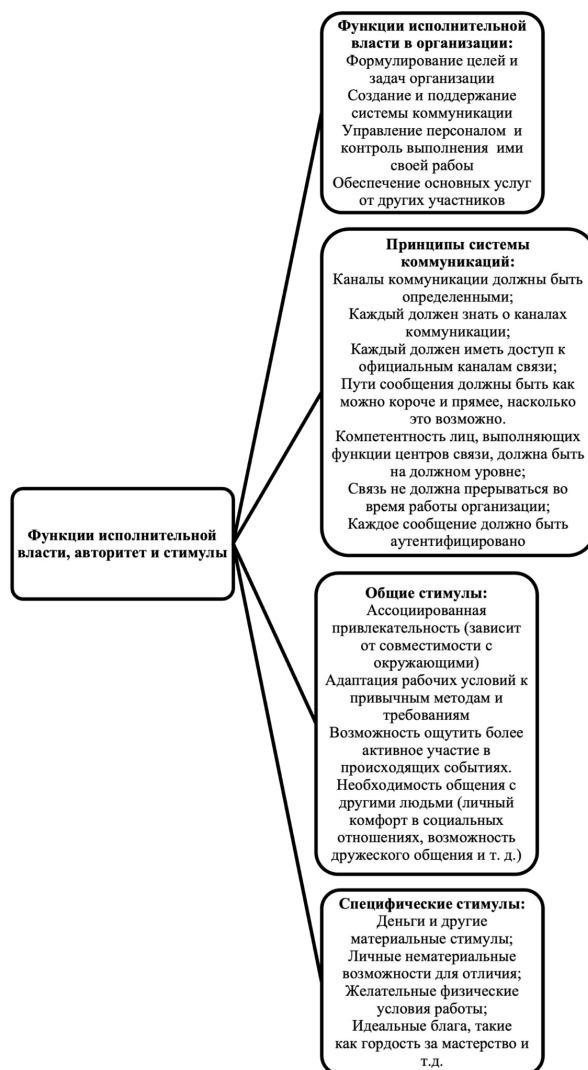 Функции исполнительной
власти в организации:
Формулирование целей и
задач организации
Создание и поддержание
системы коммуникации
Управление персоналом и
контроль выполнения ими
своей рабоы
Обеспечение основных услуг
от других участников
Принципы системы
коммуникаций:
Каналы коммуникации должны быть
определенными;
Каждый должен знать о каналах
коммуникации;
Каждый должен иметь доступ к
официальным каналам связи;
Пути сообщения должны быть как
можно короче и прямее, насколько
это возможно.
Компетентность лиц, выполняющих
функции центров связи, должна быть
на должном уровне;
Связь не должна прерываться во
время работы организации;
Каждое сообщение должно быть
аутентифицировано
Функции исполнительной
власти, авторитет и стимулы
Общие стимулы:
Ассоциированная
привлекательность (зависит
от совместимости с
окружающими)
Адаптация рабочих условий к
привычным методам и
требованиям
Возможность ощутить более
активное участие в
происходящих событиях.
Необходимость общения с
другими людьми (личный
комфорт в социальных
отношениях, возможность
дружеского общения и т. д.)
Специфические стимулы:
Деньги и другие
материальные стимулы;
Личные нематериальные
возможности для отличия;
Желательные физические
условия работы;
Идеальные блага, такие
как гордость за мастерство и
т.д.